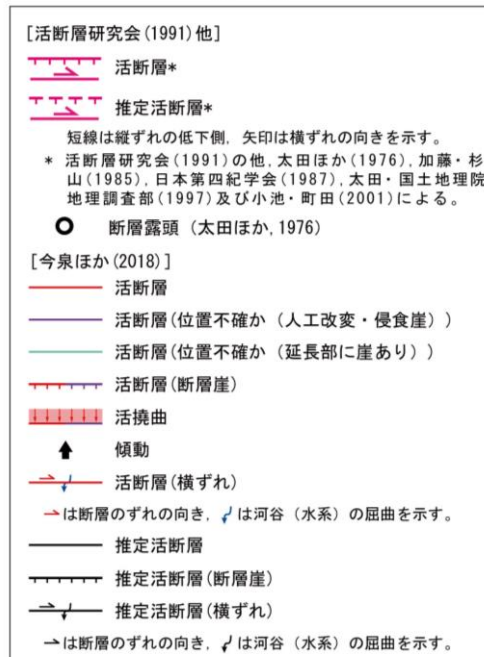 [活断層研究会(1991)他]
活断層*
推定活断層*
短線は縦ずれの低下側，矢印は横ずれの向きを示す。
* 活断層研究会(1991)の他，太田ほか(1976)，加藤・杉
山(1985)，日本第四紀学会(1987)，太田・国土地理院
地理調査部(1997)及び小池・町田(2001)による。
断層露頭 (太田ほか,1976)
[今泉ほか(2018)]
活断層
活断層(位置不確か（人工改変・侵食崖）)
活断層(位置不確か（延長部に崖あり）)
活断層(断層崖)
活撓曲
傾動
活断層(横ずれ)
は断層のずれの向き，は河谷（水系）の屈曲を示す。
推定活断層
推定活断層(断層崖)
推定活断層(横ずれ)
は断層のずれの向き，は河谷（水系）の屈曲を示す。